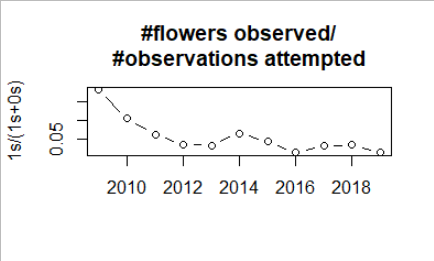 #flowers observed/
#observations attempted
1s/(1s+0s)
0.05
2010 2012 2014 2016 2018